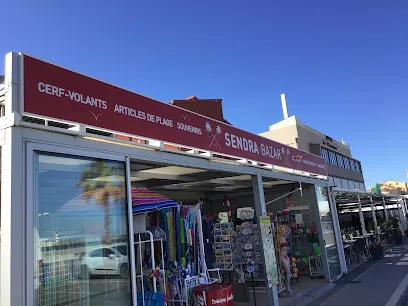 CERF-VOLANTS
ARTICLES DE PLAGE
SOUVENIRS
SENDRA BAZAR